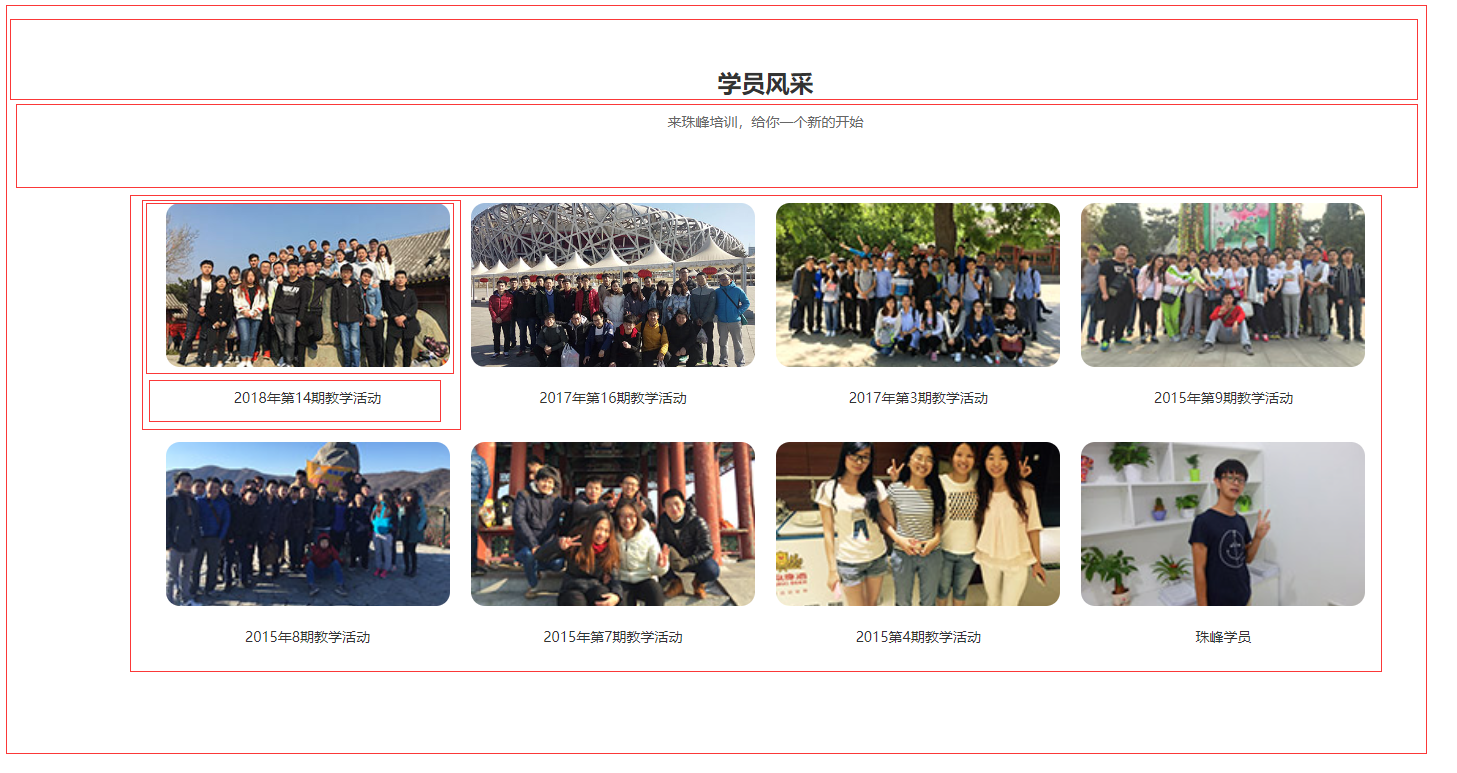 学员风采
来珠峰培训，给你一个新的开始
2018年第14期教学活动
2017年第16期教学活动
2017年第3期教学活动
2015年第9期教学活动
2015年8期教学活动
2015年第7期教学活动
2015第4期教学活动
珠峰学员